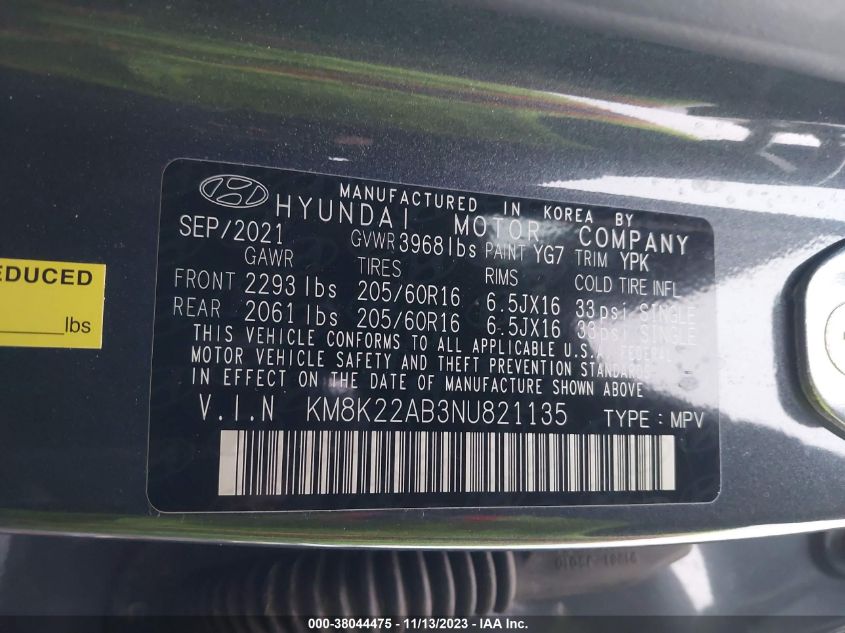 MANUFACTURED IN KOREA BY
HYUNDAI MOTOR COMPANY
SEP/2021 GVWR 3968 lbs PAINT YG7 TRIM YPK
GAWR TIRES RIMS COLD TIRE INFL
FRONT 2293 lbs 205/60R16 6.5JX16 33 psi SINGLE
REAR 2061 lbs 205/60R16 6.5JX16 33 psi SINGLE
THIS VEHICLE CONFORMS TO ALL APPLICABLE U.S.A FEDERAL
MOTOR VEHICLE SAFETY AND THEFT PREVENTION STANDARDS
IN EFFECT ON THE DATE OF MANUFACTURE SHOWN ABOVE
V.I.N KM8K22AB3NU821135 TYPE : MPV
EDUCED
lbs
000-38044475 - 11/13/2023 - IAA Inc.